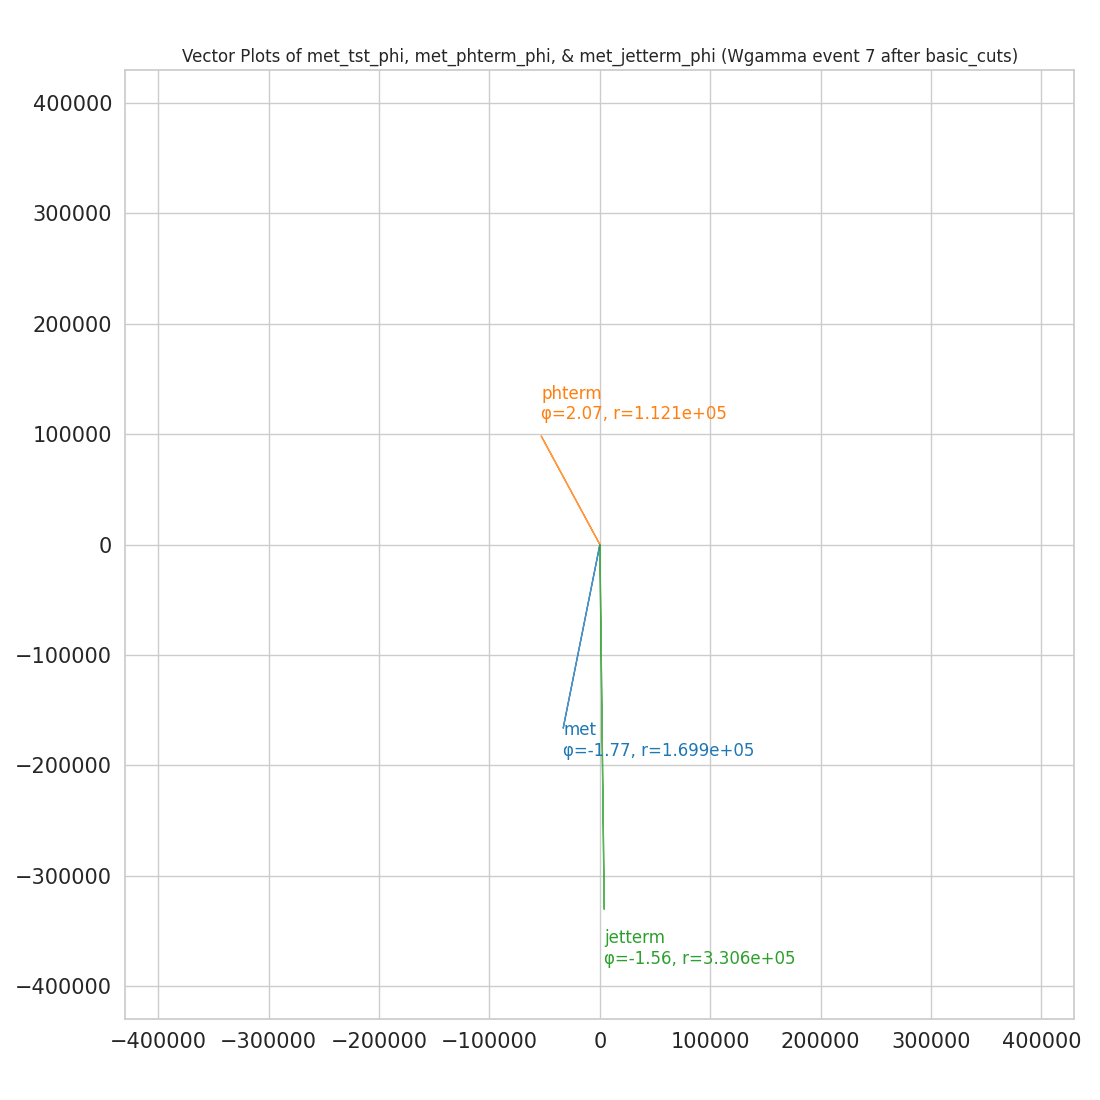 Vector Plots of met_tst_phi, met_phterm_phi, & met_jetterm_phi (Wgamma event 7 after basic_cuts)
400000
300000
200000
100000
0
−100000
−200000
−300000
−400000
phterm
φ=2.07, r=1.121e+05
met
φ=-1.77, r=1.699e+05
jetterm
φ=-1.56, r=3.306e+05
−400000 −300000 −200000 −100000 0 100000 200000 300000 400000